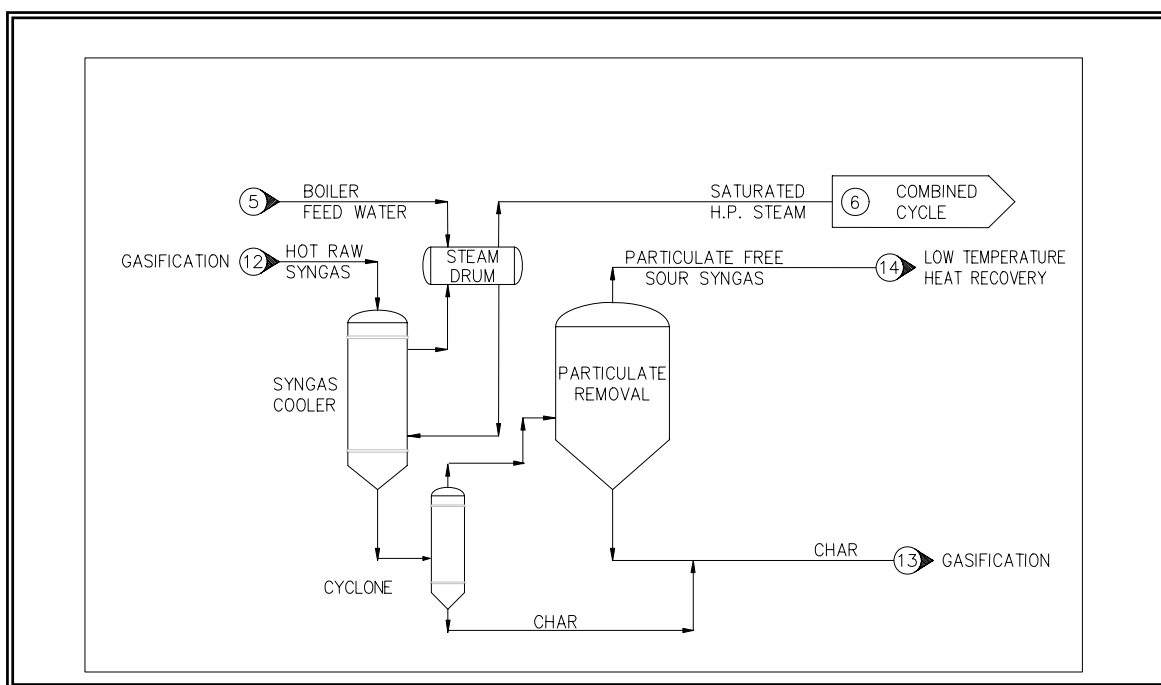 5
BOILER
FEED WATER
SATURATED
H.P. STEAM
6
COMBINED
CYCLE
GASIFICATION
12
HOT RAW
SYNGAS
STEAM
DRUM
PARTICULATE FREE
SOUR SYNGAS
14
LOW TEMPERATURE
HEAT RECOVERY
SYNGAS
COOLER
PARTICULATE
REMOVAL
CYCLONE
CHAR
CHAR
13
GASIFICATION